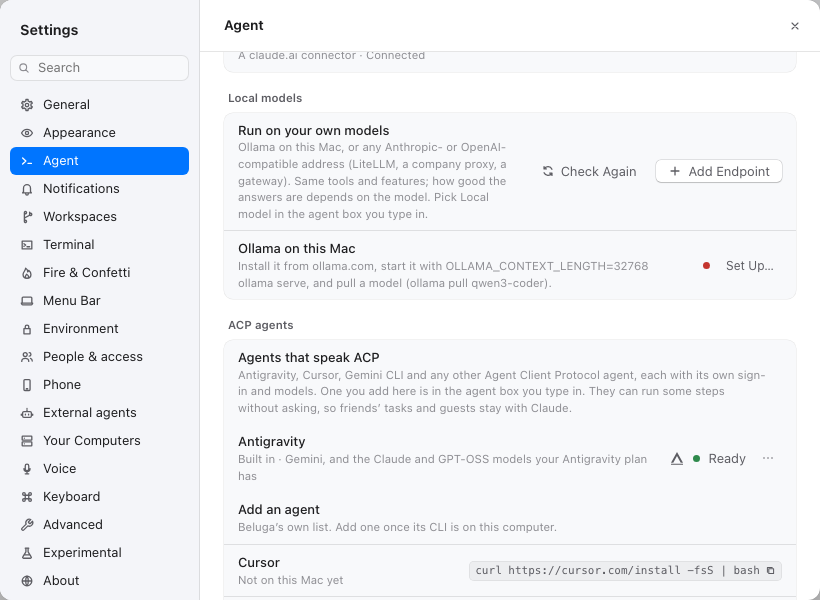 Settings
Search
General
Appearance
Agent
Notifications
Workspaces
Terminal
Fire & Confetti
Menu Bar
Environment
People & access
Phone
External agents
Your Computers
Voice
Keyboard
Advanced
Experimental
About
Agent
A claude.ai connector · Connected
Local models
Run on your own models
Ollama on this Mac, or any Anthropic- or OpenAI-
compatible address (LiteLLM, a company proxy, a
gateway). Same tools and features; how good the
answers are depends on the model. Pick Local
model in the agent box you type in.
Check Again
Add Endpoint
Ollama on this Mac
Install it from ollama.com, start it with OLLAMA_CONTEXT_LENGTH=32768
ollama serve, and pull a model (ollama pull qwen3-coder).
Set Up...
ACP agents
Agents that speak ACP
Antigravity, Cursor, Gemini CLI and any other Agent Client Protocol agent, each with its own sign-
in and models. One you add here is in the agent box you type in. They can run some steps
without asking, so friends’ tasks and guests stay with Claude.
Antigravity
Built in · Gemini, and the Claude and GPT-OSS models your Antigravity plan
has
Ready
Add an agent
Beluga’s own list. Add one once its CLI is on this computer.
Cursor
Not on this Mac yet
curl https://cursor.com/install -fsS | bash